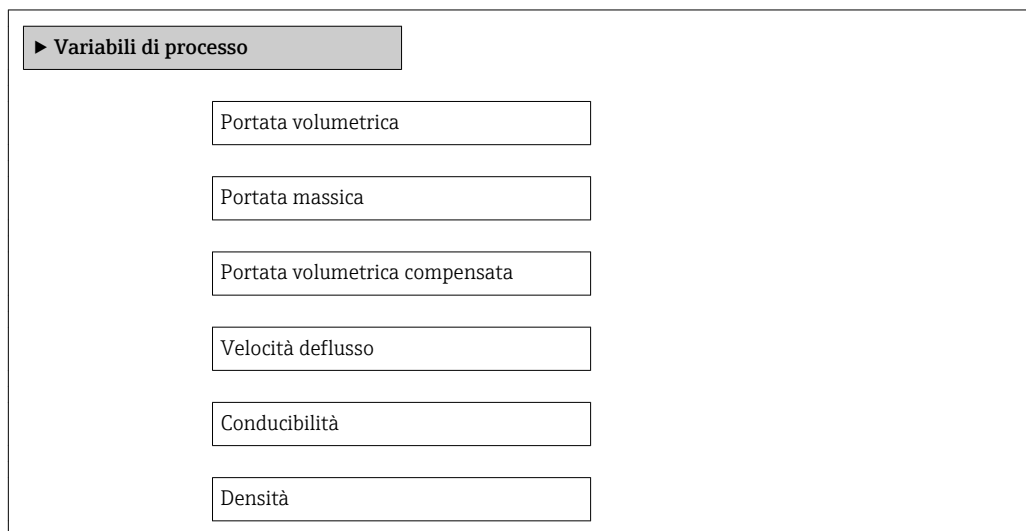 ▶ Variabili di processo
Portata volumetrica
Portata massica
Portata volumetrica compensata
Velocità deflusso
Conducibilità
Densità